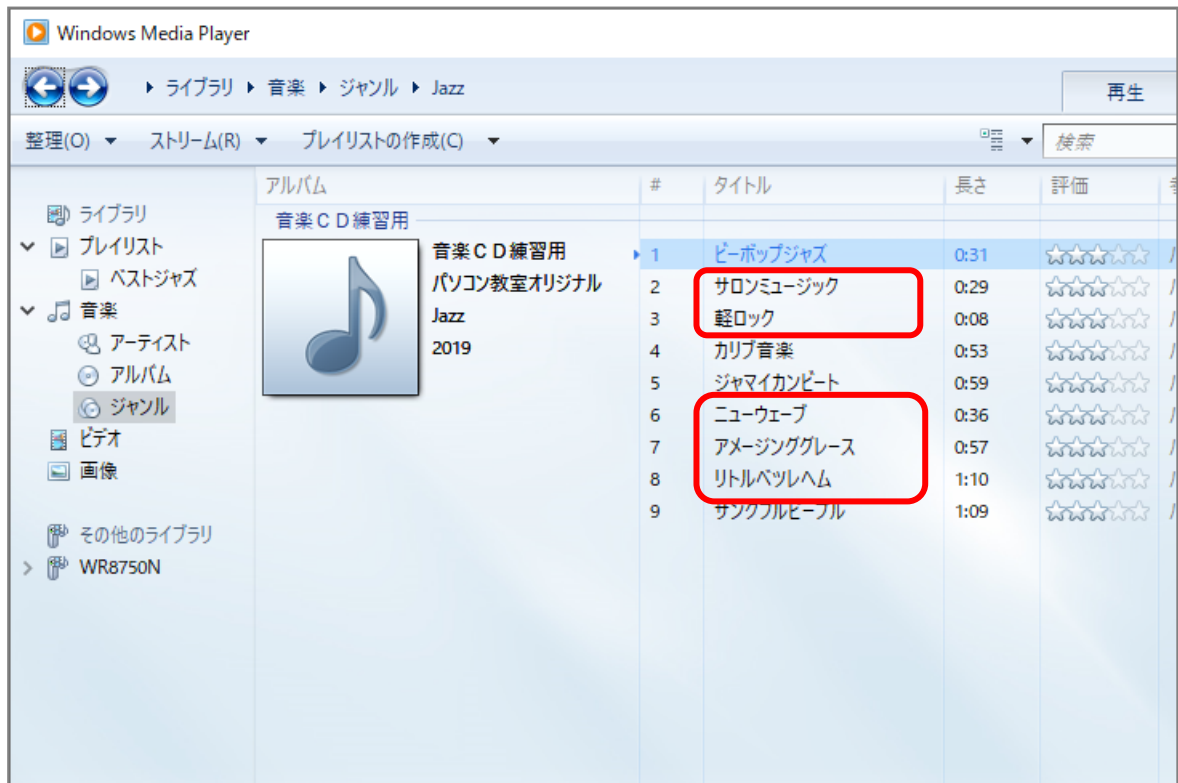 Windows Media Player
ライブラリ 音楽 ジャンル Jazz
再生
整理(O) ストリーム(R) プレイリストの作成(C)
検索
アルバム # タイトル 長さ 評価
ライブラリ
プレイリスト
ベストジャズ
音楽
アーティスト
アルバム
ジャンル
ビデオ
画像
その他のライブラリ
WR8750N
音楽CD練習用
音楽CD練習用
パソコン教室オリジナル
Jazz
2019
1 ビーボップジャズ 0:31
2 サロンミュージック 0:29
3 軽ロック 0:08
4 カリブ音楽 0:53
5 ジャマイカンビート 0:59
6 ニューウェーブ 0:36
7 アメージンググレース 0:57
8 リトルベツレヘム 1:10
9 1:09